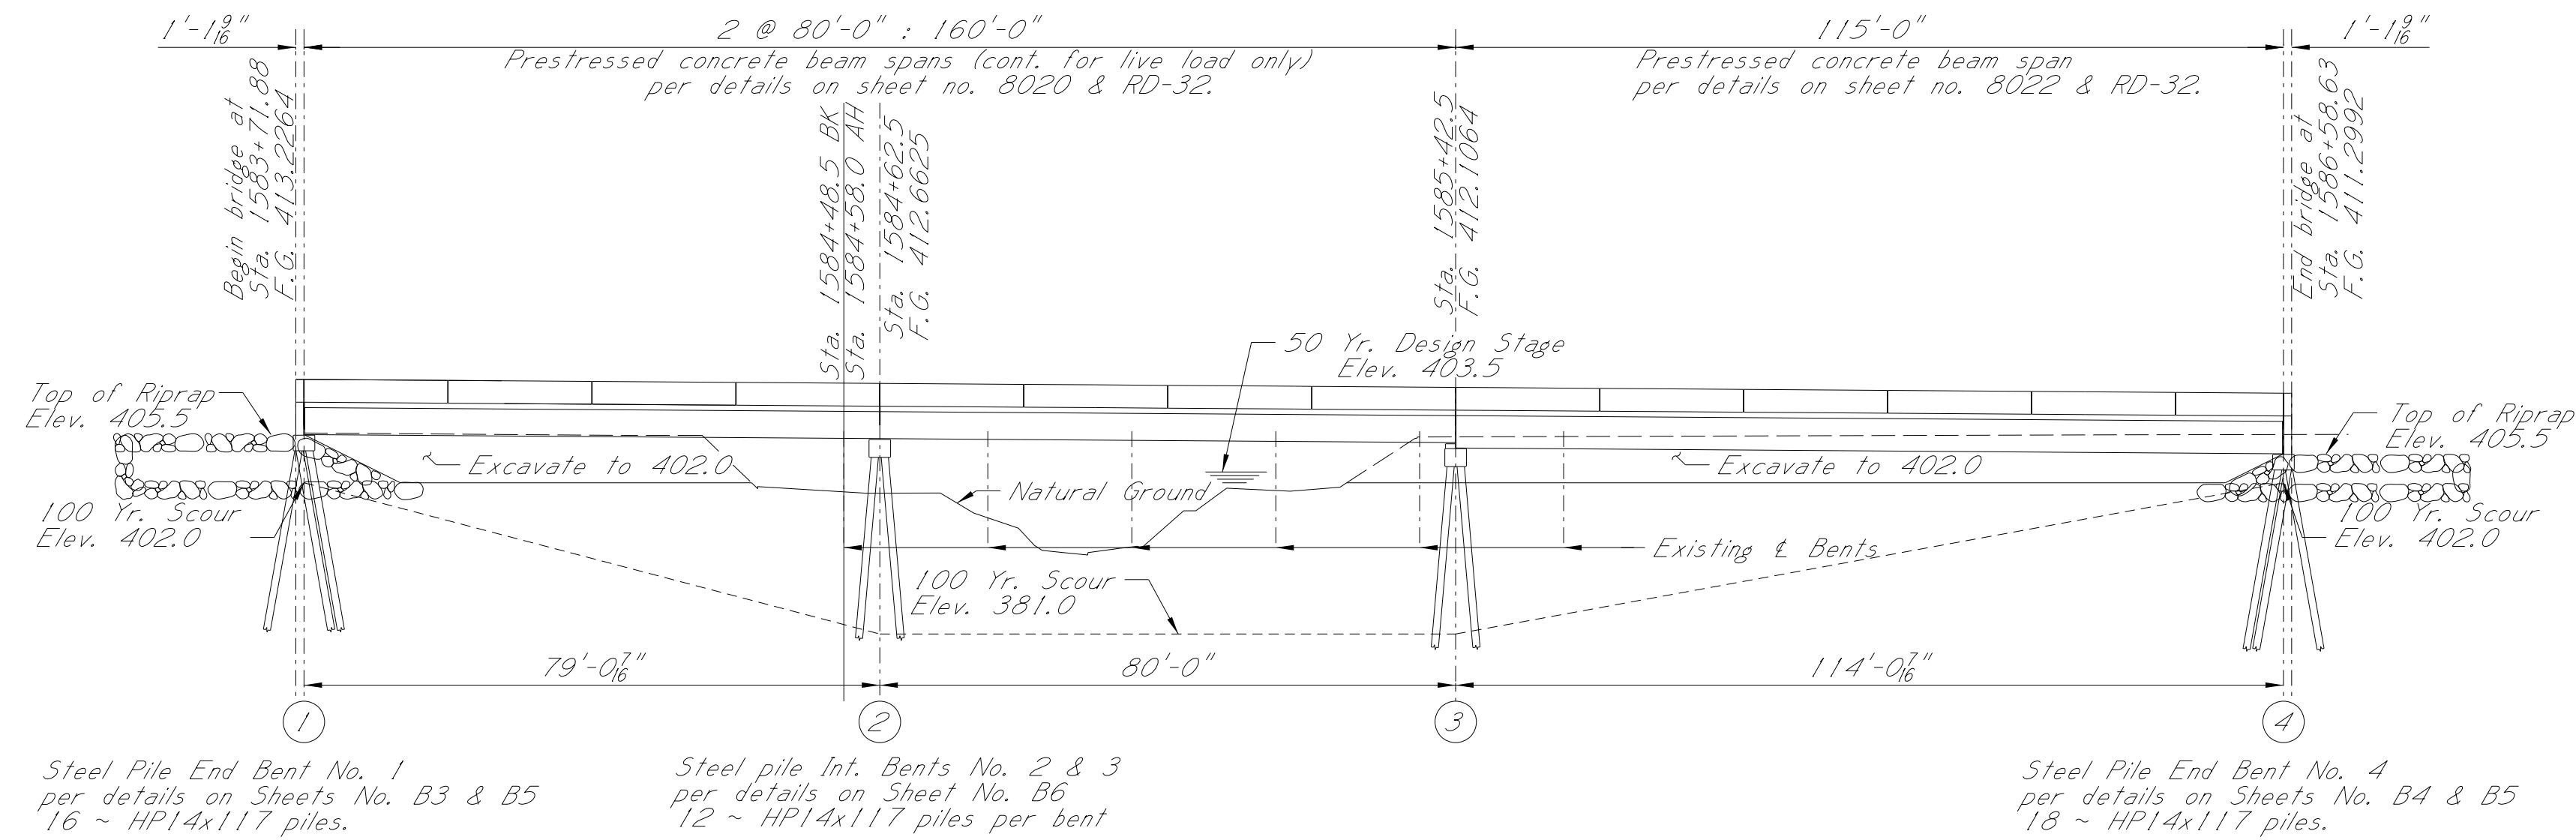 1'-1 9/16"
2 @ 80'-0" : 160'-0"
115'-0"
1'-1 9/16"
Prestressed concrete beam spans (cont. for live load only)
per details on sheet no. 8020 & RD-32.
Prestressed concrete beam span
per details on sheet no. 8022 & RD-32.
Begin bridge at
Sta. 1583+71.88
F.G. 413.2264
Sta. 1584+48.5 BK
Sta. 1584+58.0 AH
Sta. 1584+62.5
F.G. 412.6625
Sta. 1585+42.5
F.G. 412.1064
End bridge at
Sta. 1586+58.63
F.G. 411.2992
50 Yr. Design Stage
Elev. 403.5
Top of Riprap
Elev. 405.5
Top of Riprap
Elev. 405.5
Excavate to 402.0
Natural Ground
Excavate to 402.0
100 Yr. Scour
Elev. 402.0
100 Yr. Scour
Elev. 402.0
Existing ℄ Bents
100 Yr. Scour
Elev. 381.0
79'-0 7/16"
80'-0"
114'-0 7/16"
1
2
3
4
Steel Pile End Bent No. 1
per details on Sheets No. B3 & B5
16 ~ HP14x117 piles.
Steel pile Int. Bents No. 2 & 3
per details on Sheet No. B6
12 ~ HP14x117 piles per bent
Steel Pile End Bent No. 4
per details on Sheets No. B4 & B5
18 ~ HP14x117 piles.